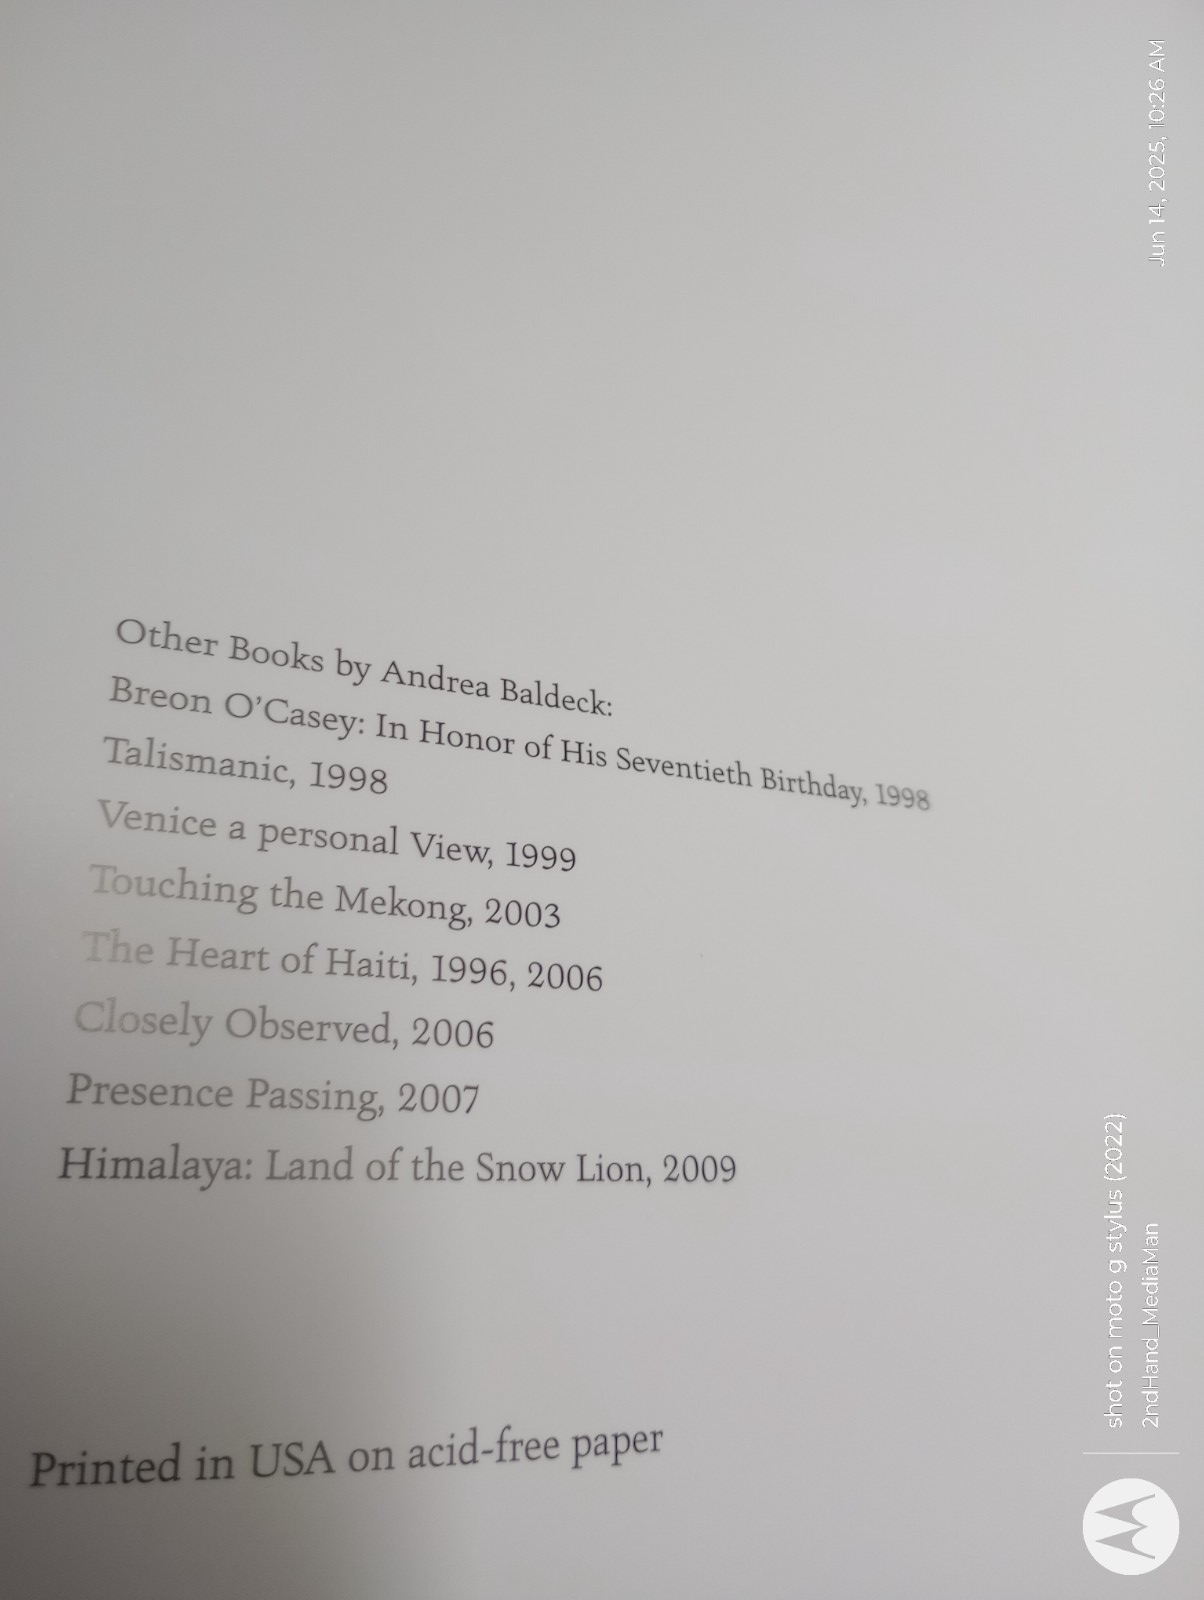 Other Books by Andrea Baldeck:
Breon O'Casey: In Honor of His Seventieth Birthday, 1998
Talismanic, 1998
Venice a personal View, 1999
Touching the Mekong, 2003
The Heart of Haiti, 1996, 2006
Closely Observed, 2006
Presence Passing, 2007
Himalaya: Land of the Snow Lion, 2009
Printed in USA on acid-free paper
shot on moto g stylus (2022)
2ndHand_MediaMan
Jun 14, 2025, 10:26 AM